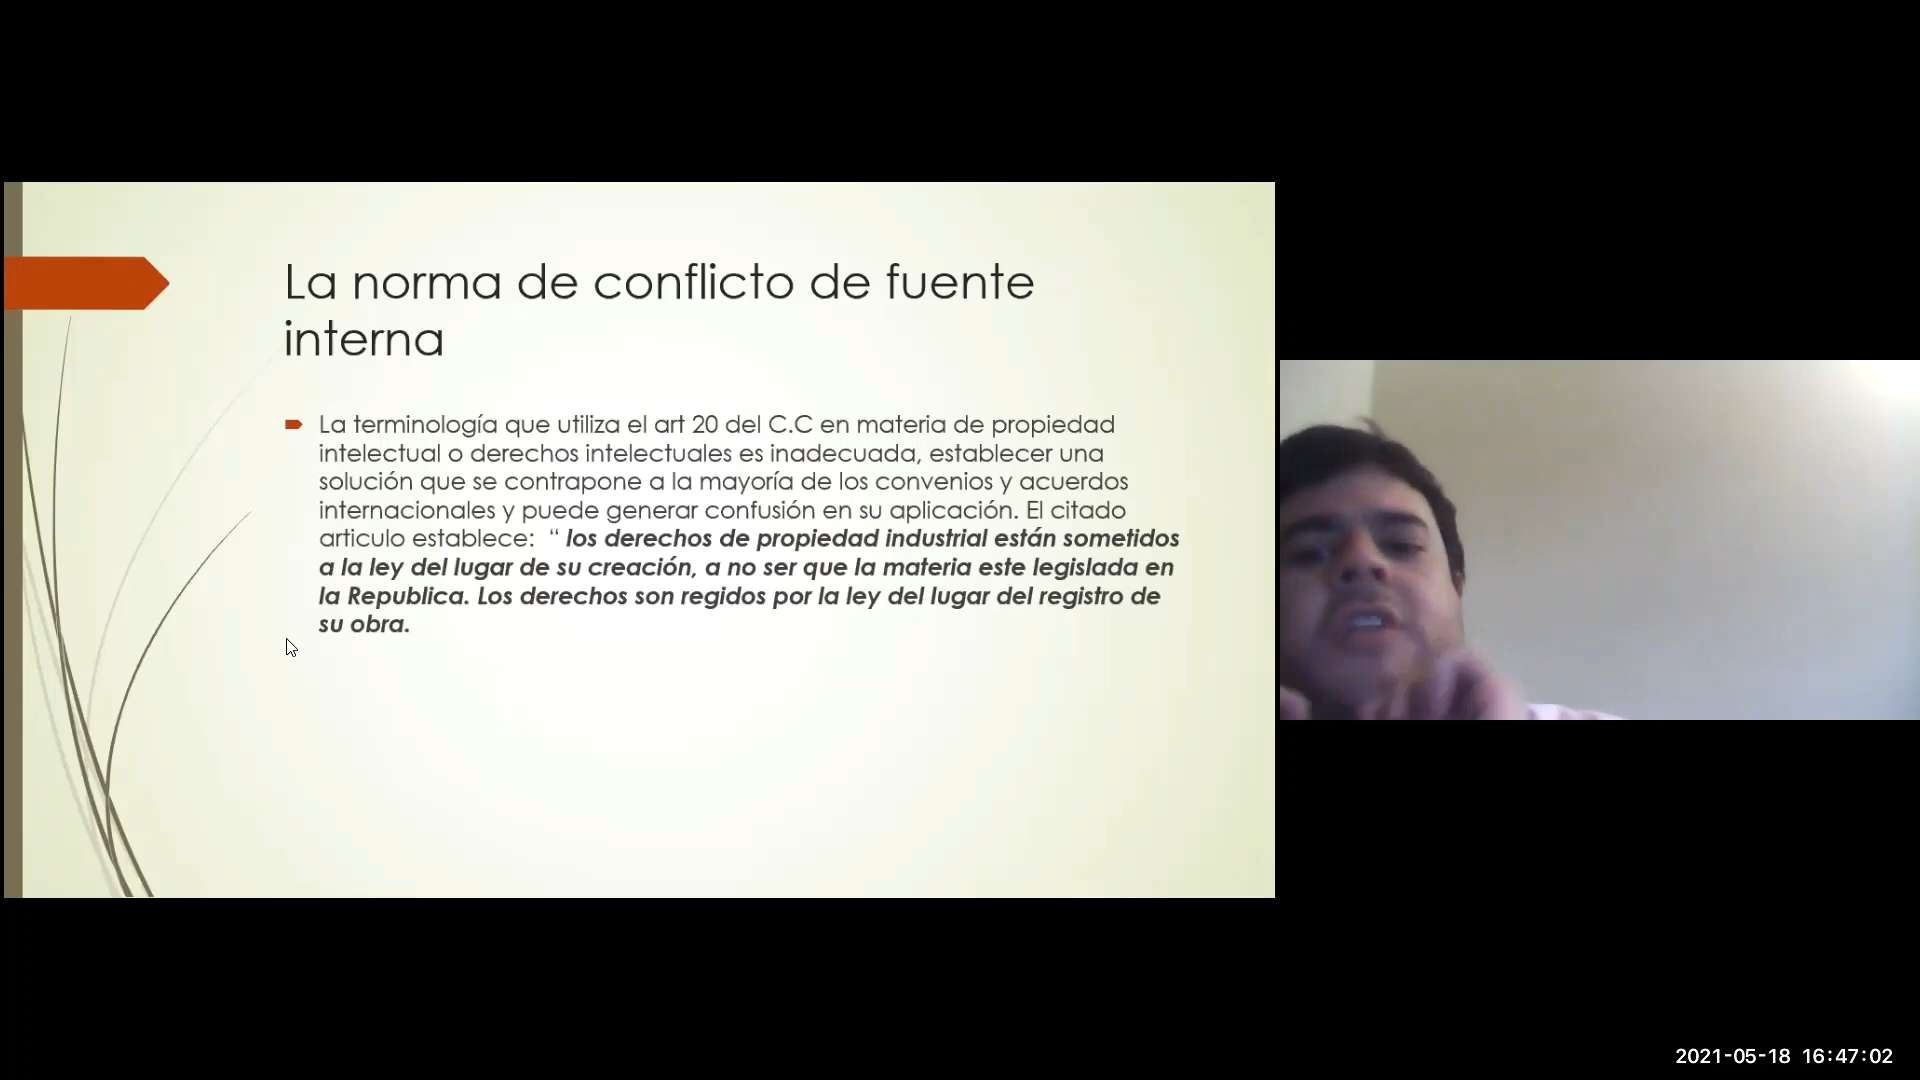 La norma de conflicto de fuente
interna
La terminología que utiliza el art 20 del C.C en materia de propiedad
intelectual o derechos intelectuales es inadecuada, establecer una
solución que se contrapone a la mayoría de los convenios y acuerdos
internacionales y puede generar confusión en su aplicación. El citado
articulo establece:  “ los derechos de propiedad industrial están sometidos
a la ley del lugar de su creación, a no ser que la materia este legislada en
la Republica. Los derechos son regidos por la ley del lugar del registro de
su obra.
2021-05-18 16:47:02